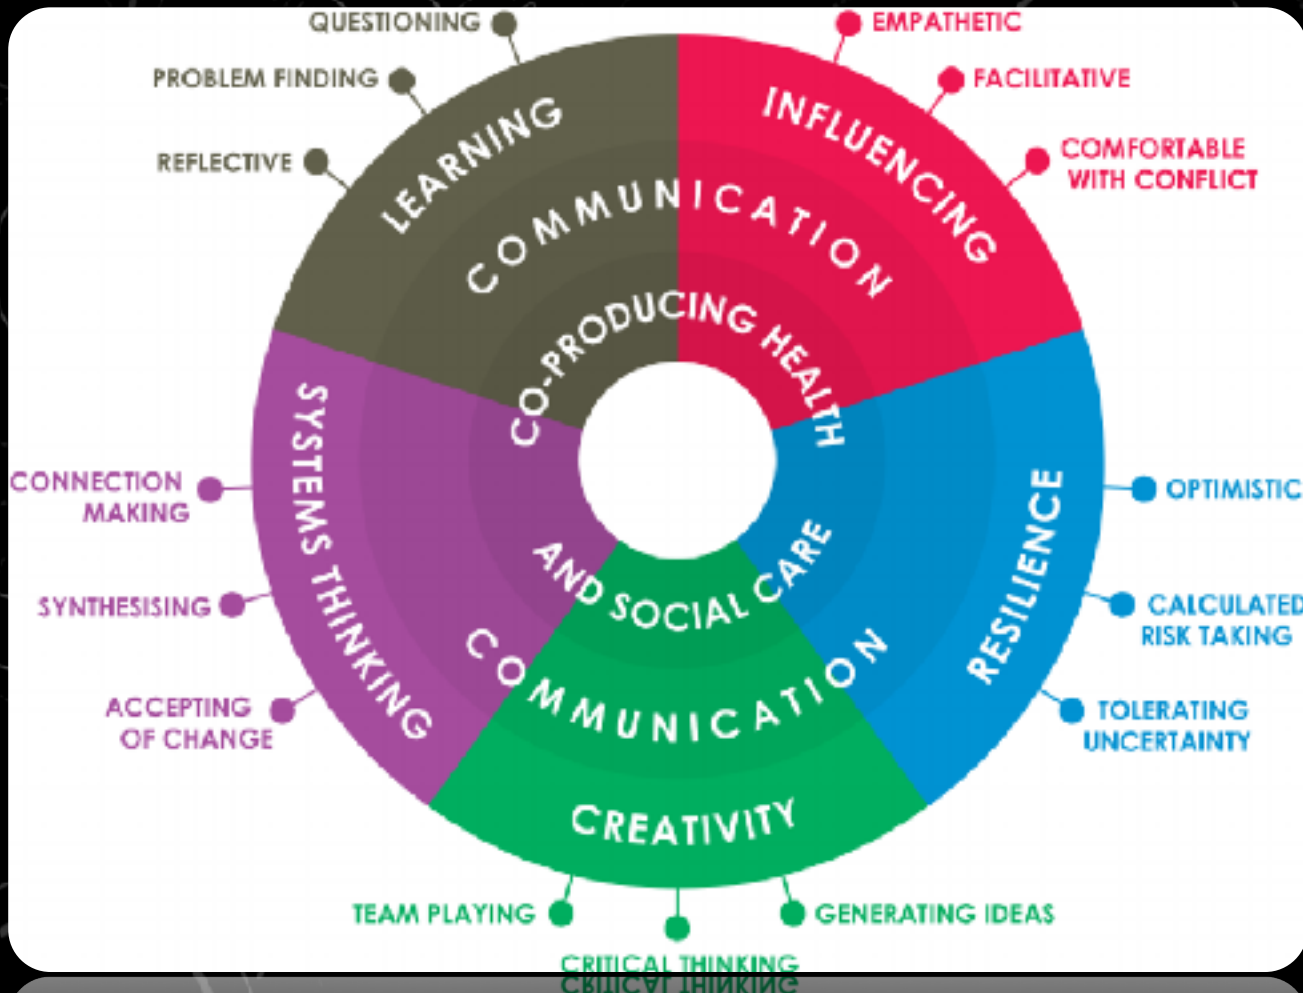 QUESTIONING
PROBLEM FINDING
REFLECTIVE
EMPATHETIC
FACILITATIVE
COMFORTABLE
WITH CONFLICT
LEARNING
INFLUENCING
COMMUNICATION
CO-PRODUCING HEALTH
AND SOCIAL CARE
COMMUNICATION
SYSTEMS THINKING
RESILIENCE
CREATIVITY
CONNECTION
MAKING
SYNTHESISING
ACCEPTING
OF CHANGE
OPTIMISTIC
CALCULATED
RISK TAKING
TOLERATING
UNCERTAINTY
TEAM PLAYING
CRITICAL THINKING
GENERATING IDEAS